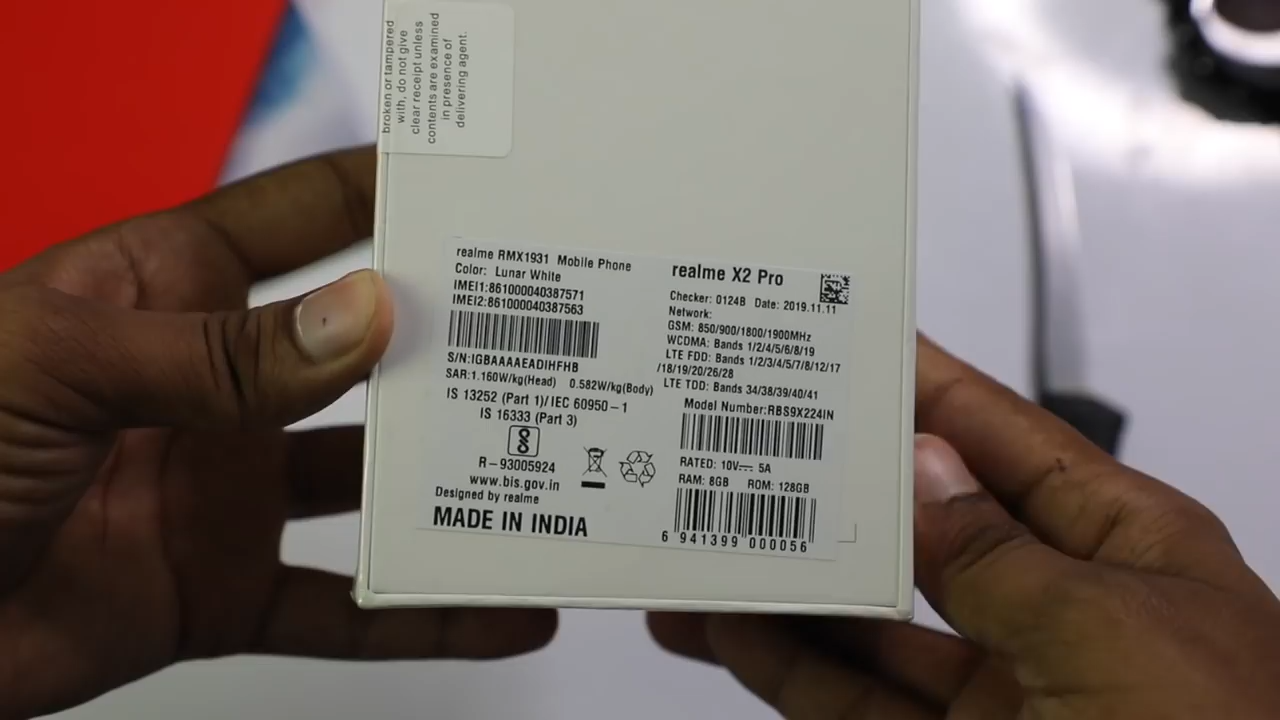 broken or tampered
with, do not give
clear receipt unless
contents are examined
in presence of
delivering agent.
realme RMX1931 Mobile Phone
Color: Lunar White
IMEI1:861000040387571
IMEI2:861000040387563
S/N:IGBAAAAEADIHFHB
SAR:1.160W/kg(Head) 0.582W/kg(Body)
IS 13252 (Part 1)/IEC 60950-1
IS 16333 (Part 3)
R-93005924
www.bis.gov.in
Designed by realme
MADE IN INDIA
realme X2 Pro
Checker: 0124B Date: 2019.11.11
Network:
GSM: 850/900/1800/1900MHz
WCDMA: Bands 1/2/4/5/6/8/19
LTE FDD: Bands 1/2/3/4/5/7/8/12/17
/18/19/20/26/28
LTE TDD: Bands 34/38/39/40/41
Model Number:RBS9X224IN
RATED: 10V⎓ 5A
RAM: 8GB ROM: 128GB
6 941399 000056